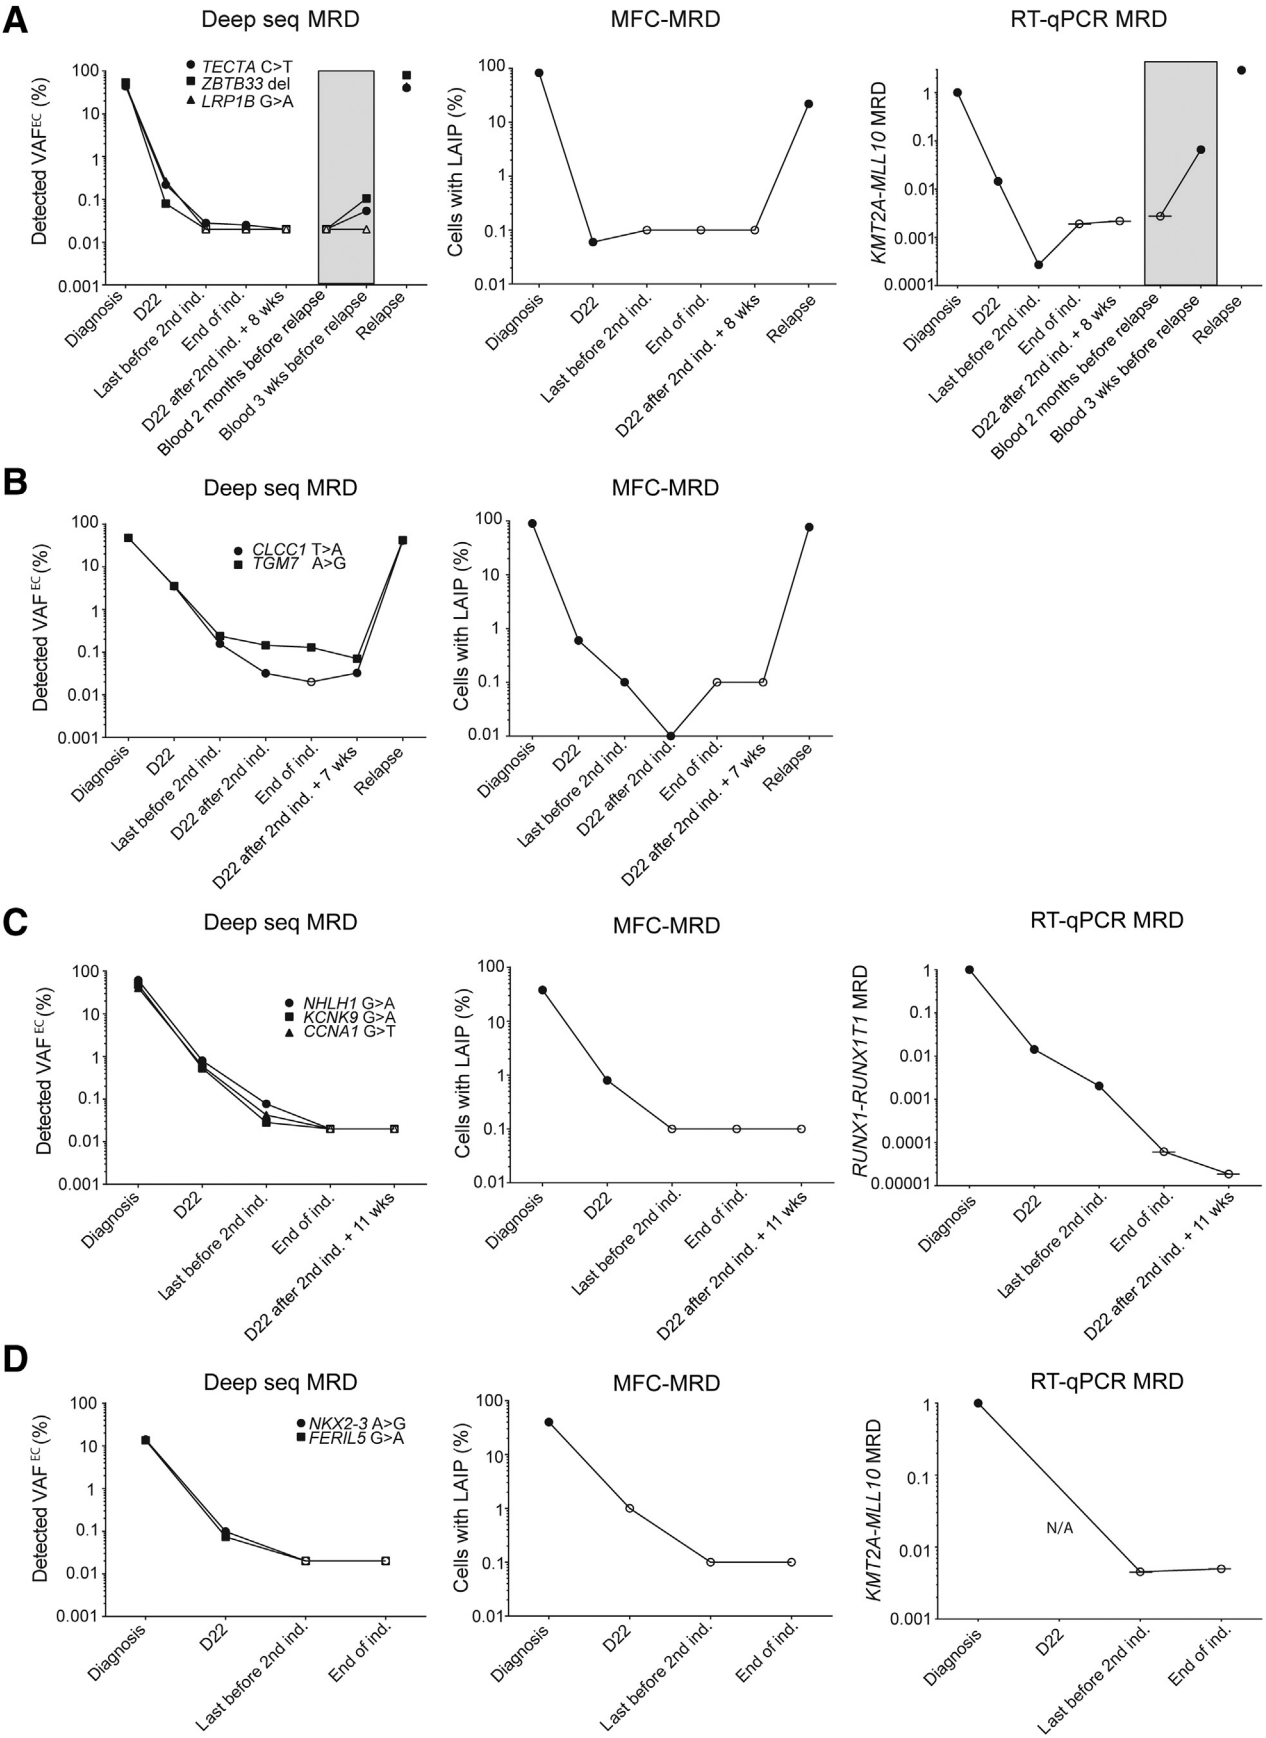 A
Deep seq MRD
MFC-MRD
RT-qPCR MRD
TECTA C>T
ZBTB33 del
LRP1B G>A
Detected VAFEC (%)
100
10
1
0.1
0.01
0.001
Diagnosis
D22
Last before 2nd ind.
End of ind.
D22 after 2nd ind. + 8 wks
Blood 2 months before relapse
Blood 3 wks before relapse
Relapse
Cells with LAIP (%)
100
10
1
0.1
0.01
Diagnosis
D22
Last before 2nd ind.
End of ind.
D22 after 2nd ind. + 8 wks
Relapse
KMT2A-MLL10 MRD
1
0.1
0.01
0.001
0.0001
Diagnosis
D22
Last before 2nd ind.
End of ind.
D22 after 2nd ind. + 8 wks
Blood 2 months before relapse
Blood 3 wks before relapse
Relapse
B
Deep seq MRD
MFC-MRD
CLCC1 T>A
TGM7 A>G
Detected VAF EC (%)
100
10
1
0.1
0.01
0.001
Diagnosis
D22
Last before 2nd ind.
D22 after 2nd ind.
End of ind.
D22 after 2nd ind. + 7 wks
Relapse
Cells with LAIP (%)
100
10
1
0.1
0.01
Diagnosis
D22
Last before 2nd ind.
D22 after 2nd ind.
End of ind.
D22 after 2nd ind. + 7 wks
Relapse
C
Deep seq MRD
MFC-MRD
RT-qPCR MRD
NHLH1 G>A
KCNK9 G>A
CCNA1 G>T
Detected VAF EC (%)
100
10
1
0.1
0.01
0.001
Diagnosis
D22
Last before 2nd ind.
End of ind.
D22 after 2nd ind. + 11 wks
Cells with LAIP (%)
100
10
1
0.1
0.01
Diagnosis
D22
Last before 2nd ind.
End of ind.
D22 after 2nd ind. + 11 wks
RUNX1-RUNX1T1 MRD
1
0.1
0.01
0.001
0.0001
0.00001
Diagnosis
D22
Last before 2nd ind.
End of ind.
D22 after 2nd ind. + 11 wks
D
Deep seq MRD
MFC-MRD
RT-qPCR MRD
NKX2-3 A>G
FERIL5 G>A
Detected VAF EC (%)
100
10
1
0.1
0.01
0.001
Diagnosis
D22
Last before 2nd ind.
End of ind.
Cells with LAIP (%)
100
10
1
0.1
0.01
Diagnosis
D22
Last before 2nd ind.
End of ind.
KMT2A-MLL10 MRD
1
0.1
0.01
0.001
N/A
Diagnosis
D22
Last before 2nd ind.
End of ind.